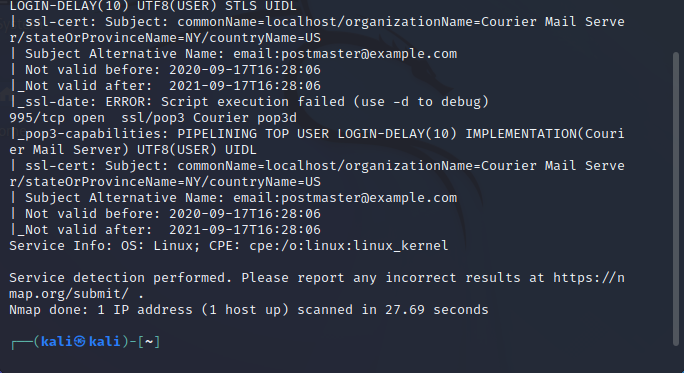 LOGIN-DELAY(10) UTF8(USER) STLS UIDL
| ssl-cert: Subject: commonName=localhost/organizationName=Courier Mail Serve
r/stateOrProvinceName=NY/countryName=US
| Subject Alternative Name: email:postmaster@example.com
| Not valid before: 2020-09-17T16:28:06
|_Not valid after:  2021-09-17T16:28:06
|_ssl-date: ERROR: Script execution failed (use -d to debug)
995/tcp open  ssl/pop3 Courier pop3d
|_pop3-capabilities: PIPELINING TOP USER LOGIN-DELAY(10) IMPLEMENTATION(Couri
er Mail Server) UTF8(USER) UIDL
| ssl-cert: Subject: commonName=localhost/organizationName=Courier Mail Serve
r/stateOrProvinceName=NY/countryName=US
| Subject Alternative Name: email:postmaster@example.com
| Not valid before: 2020-09-17T16:28:06
|_Not valid after:  2021-09-17T16:28:06
Service Info: OS: Linux; CPE: cpe:/o:linux:linux_kernel

Service detection performed. Please report any incorrect results at https://n
map.org/submit/ .
Nmap done: 1 IP address (1 host up) scanned in 27.69 seconds

┌──(kali㉿kali)-[~]